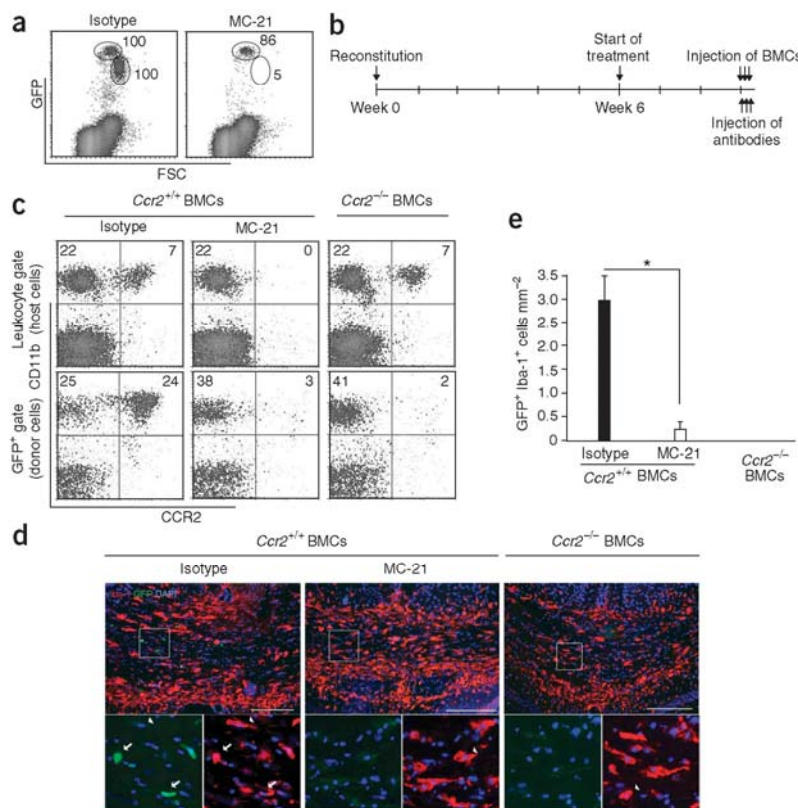 a
Isotype
MC-21
100
100
86
5
GFP
FSC
b
Reconstitution
Start of
treatment
Injection of BMCs
Week 0
Week 6
Injection of
antibodies
c
Ccr2+/+ BMCs
Ccr2−/− BMCs
Isotype
MC-21
Leukocyte gate
(host cells)
22 7
22 0
22 7
CD11b
GFP+ gate
(donor cells)
25 24
38 3
41 2
CCR2
e
GFP+ Iba-1+ cells mm−2
3.5
3.0
2.5
2.0
1.5
1.0
0.5
0
*
Isotype
MC-21
Ccr2+/+ BMCs
Ccr2−/−
BMCs
d
Ccr2+/+ BMCs
Ccr2−/− BMCs
Isotype
MC-21
GFP DAPI